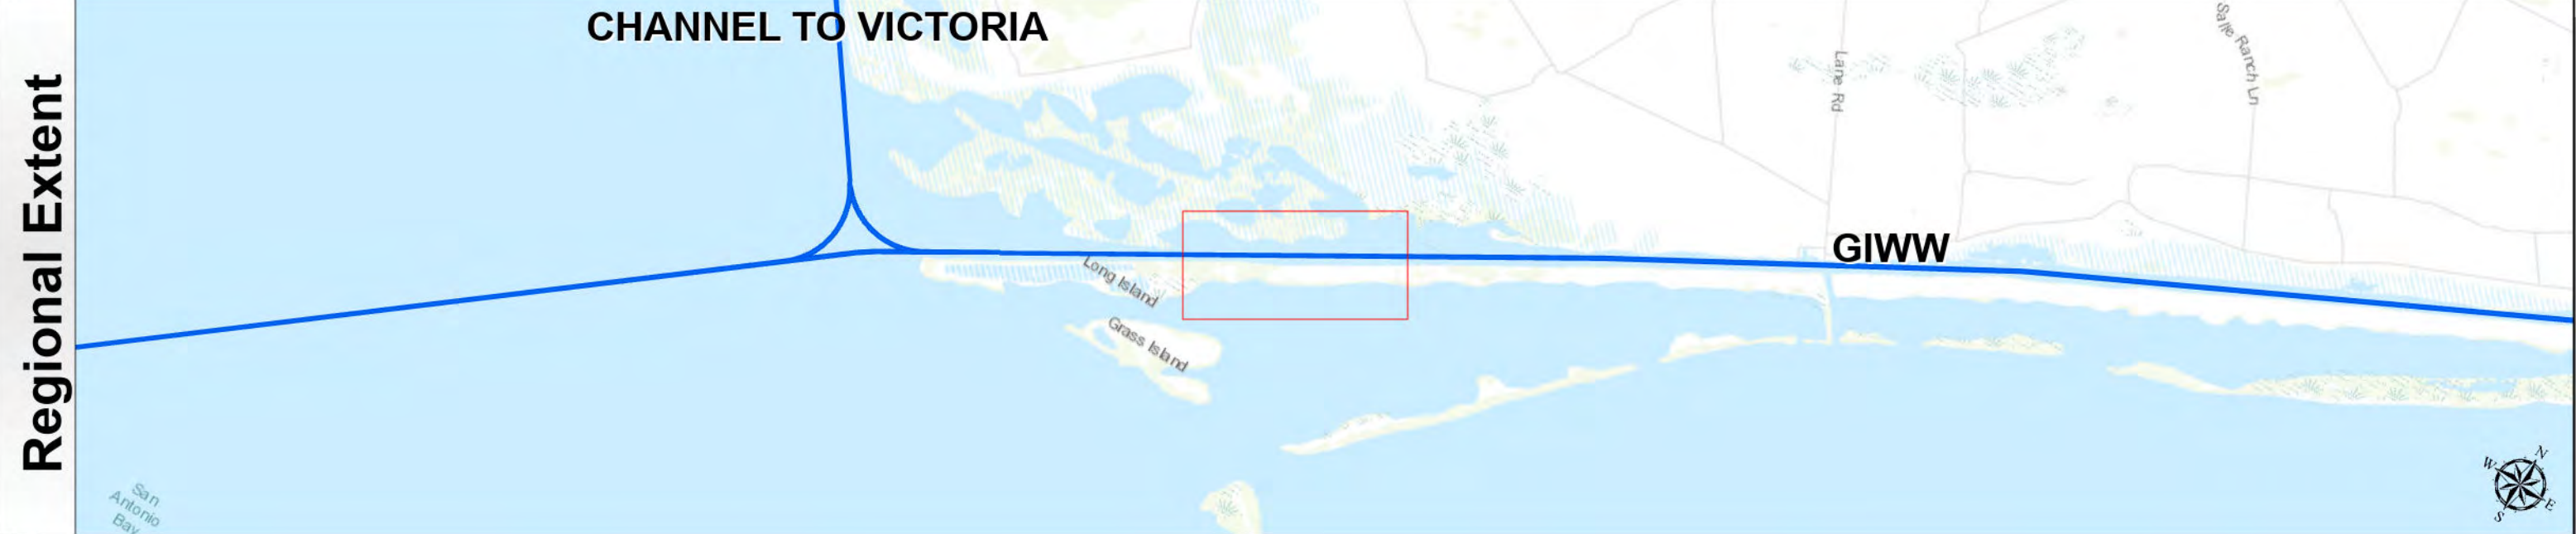 CHANNEL TO VICTORIA
Regional Extent
Lane Rd
Salle Ranch Ln
GIWW
Long Island
Grass Island
San
Antonio
Bay
N
W
E
S